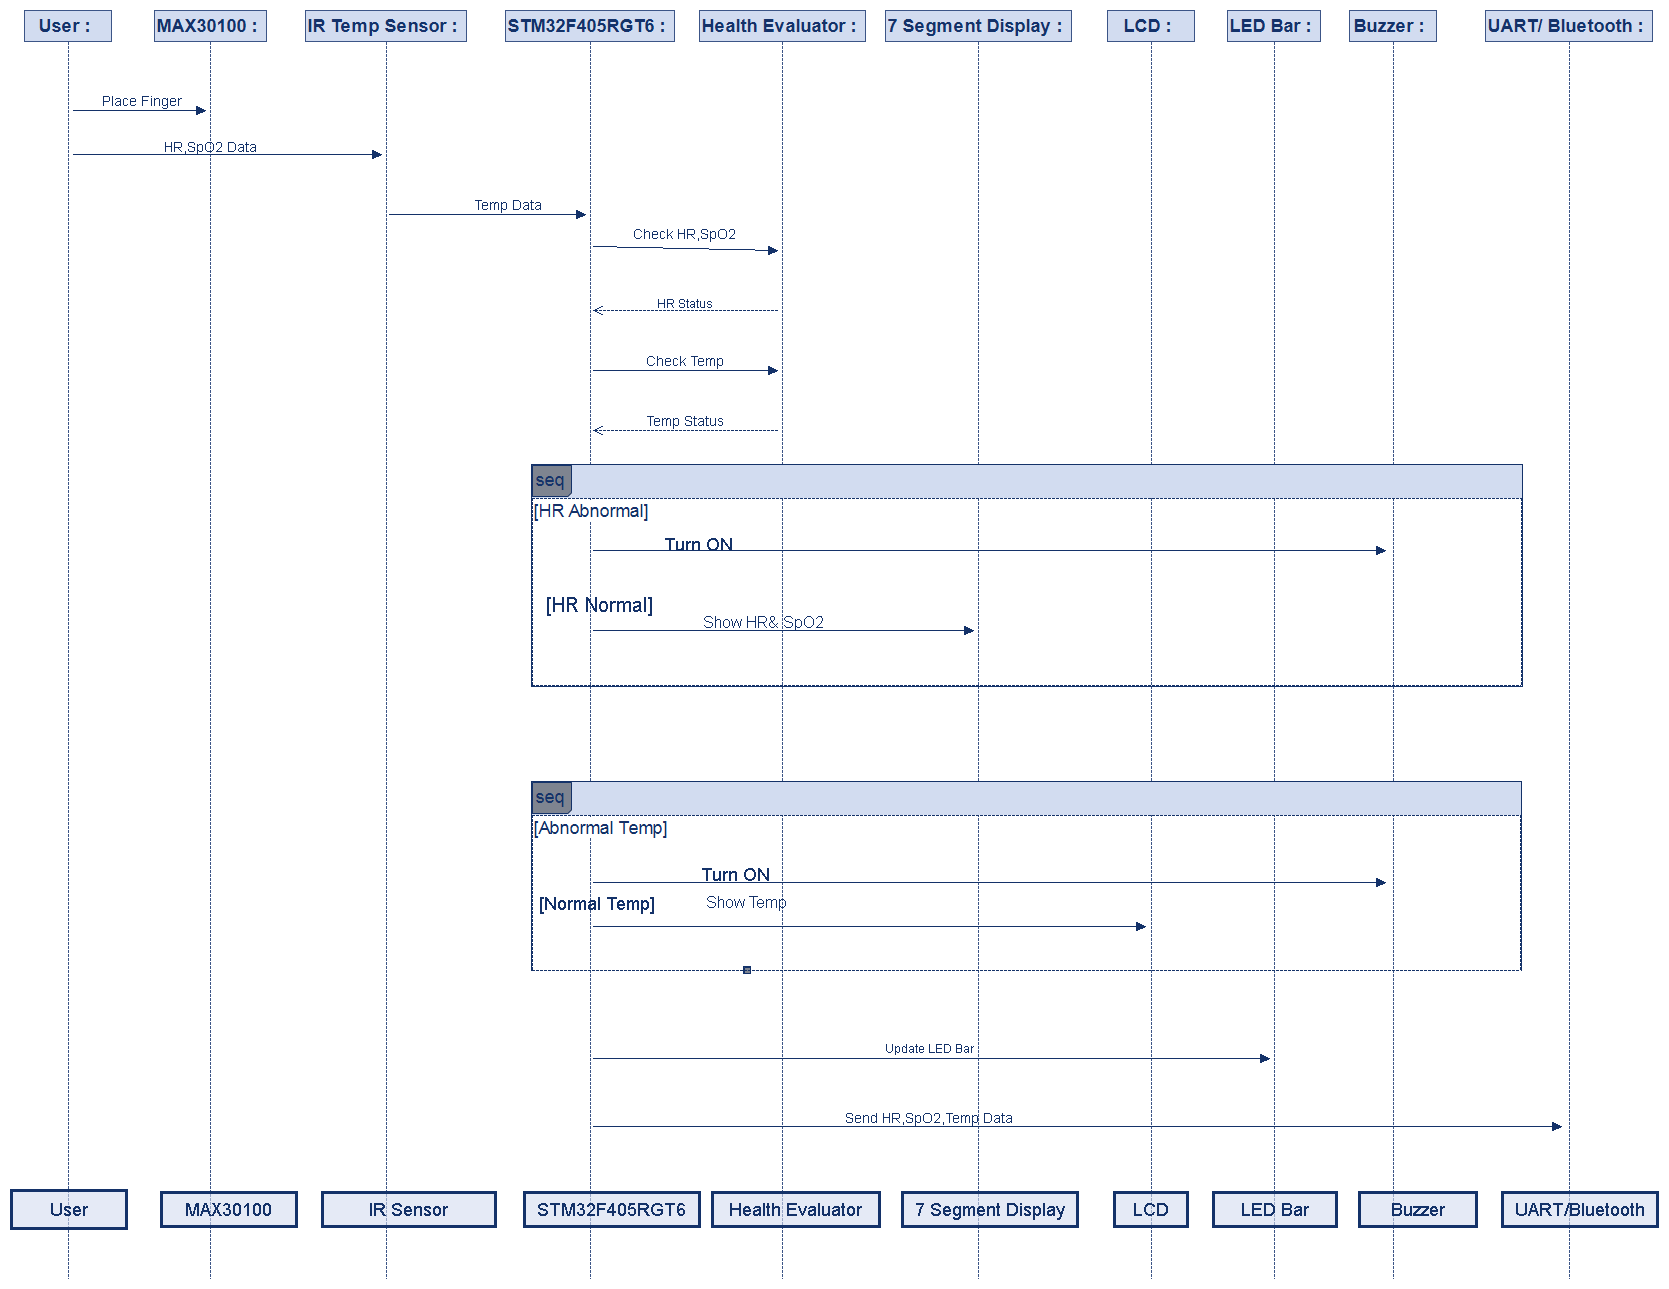 User :
MAX30100 :
IR Temp Sensor :
STM32F405RGT6 :
Health Evaluator :
7 Segment Display :
LCD :
LED Bar :
Buzzer :
UART/ Bluetooth :
Place Finger
HR,SpO2 Data
Temp Data
Check HR,SpO2
HR Status
Check Temp
Temp Status
seq
[HR Abnormal]
Turn ON
[HR Normal]
Show HR& SpO2
seq
[Abnormal Temp]
Turn ON
[Normal Temp]
Show Temp
Update LED Bar
Send HR,SpO2,Temp Data
User
MAX30100
IR Sensor
STM32F405RGT6
Health Evaluator
7 Segment Display
LCD
LED Bar
Buzzer
UART/Bluetooth